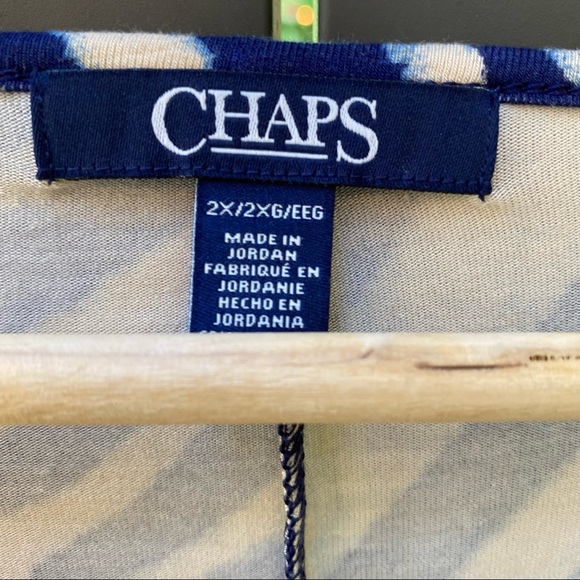 CHAPS
2X/2XG/EEG
MADE IN
JORDAN
FABRIQUÉ EN
JORDANIE
HECHO EN
JORDANIA